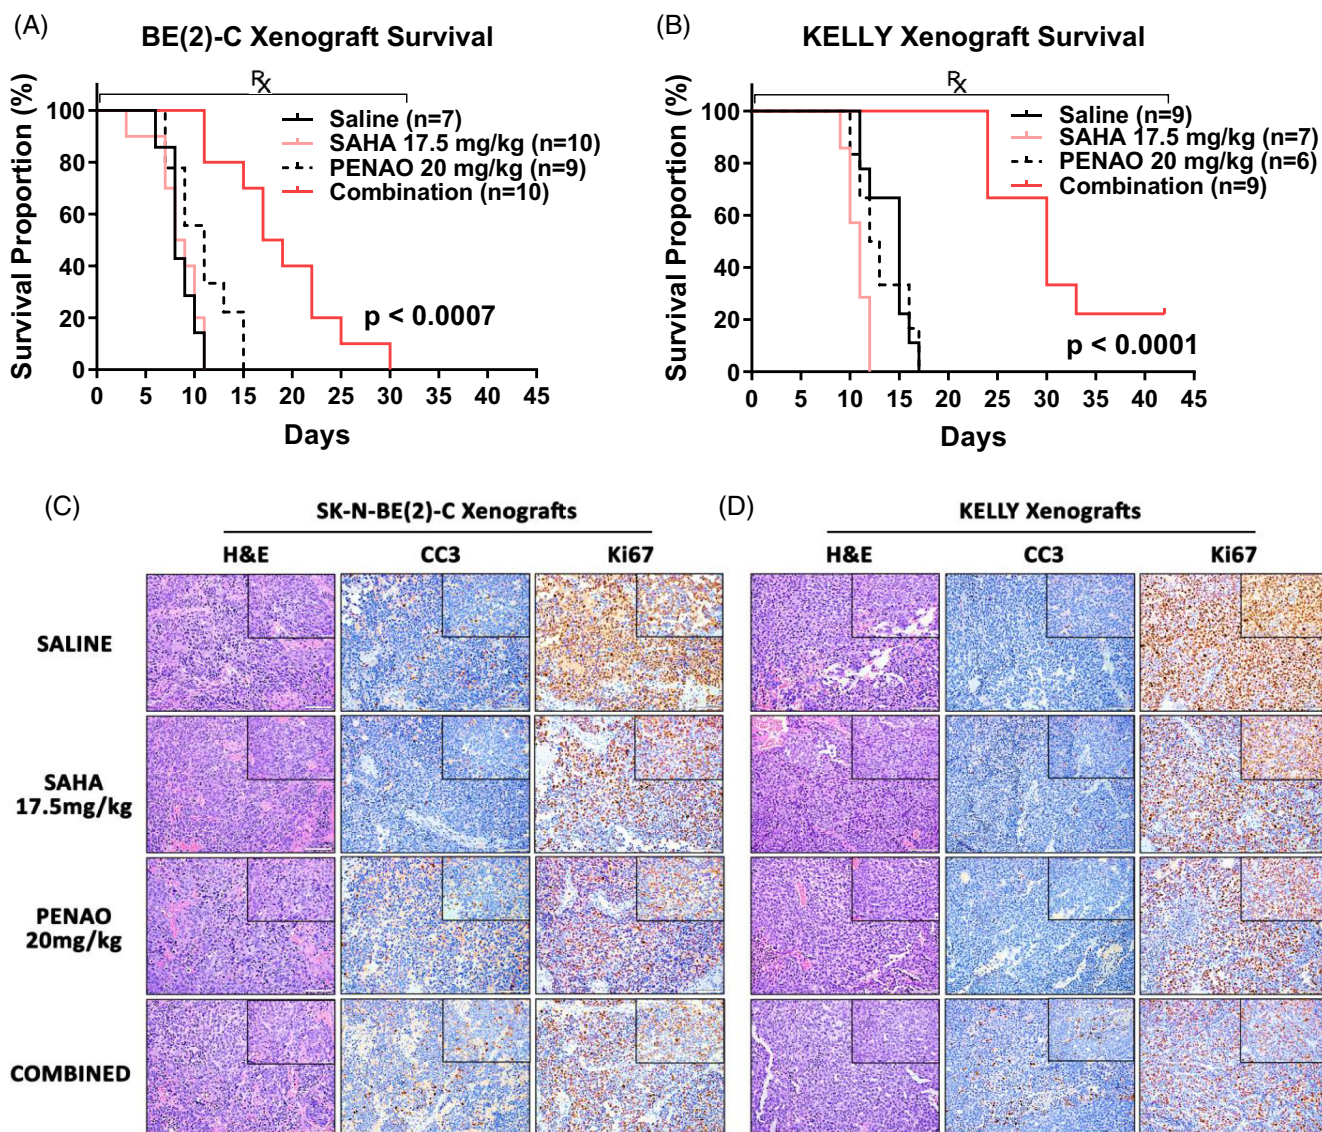 (A)
BE(2)-C Xenograft Survival
Rx
Survival Proportion (%)
100
80
60
40
20
0
Saline (n=7)
SAHA 17.5 mg/kg (n=10)
PENAO 20 mg/kg (n=9)
Combination (n=10)
p < 0.0007
0 5 10 15 20 25 30 35 40 45
Days
(B)
KELLY Xenograft Survival
Rx
Survival Proportion (%)
100
80
60
40
20
0
Saline (n=9)
SAHA 17.5 mg/kg (n=7)
PENAO 20 mg/kg (n=6)
Combination (n=9)
p < 0.0001
0 5 10 15 20 25 30 35 40 45
Days
(C)
SK-N-BE(2)-C Xenografts
H&E CC3 Ki67
(D)
KELLY Xenografts
H&E CC3 Ki67
SALINE
SAHA
17.5mg/kg
PENAO
20mg/kg
COMBINED